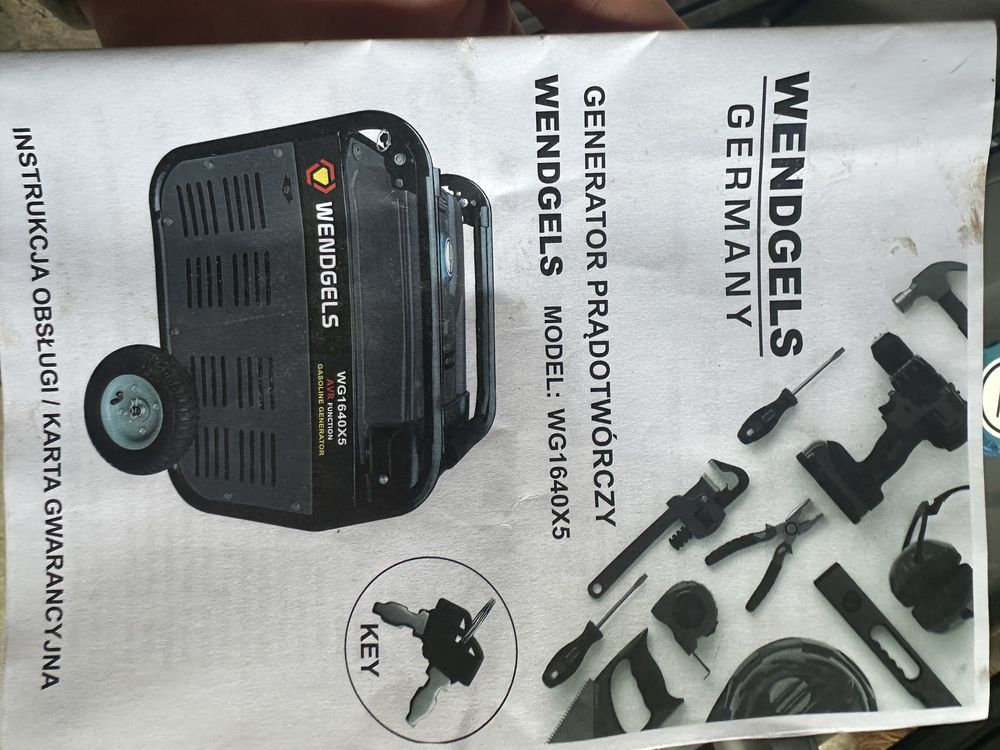 WENDGELS
GERMANY
GENERATOR PRĄDOTWÓRCZY
WENDGELS MODEL: WG1640X5
WENDGELS
WG1640X5
AVR FUNCTION
GASOLINE GENERATOR
KEY
INSTRUKCJA OBSŁUGI / KARTA GWARANCYJNA